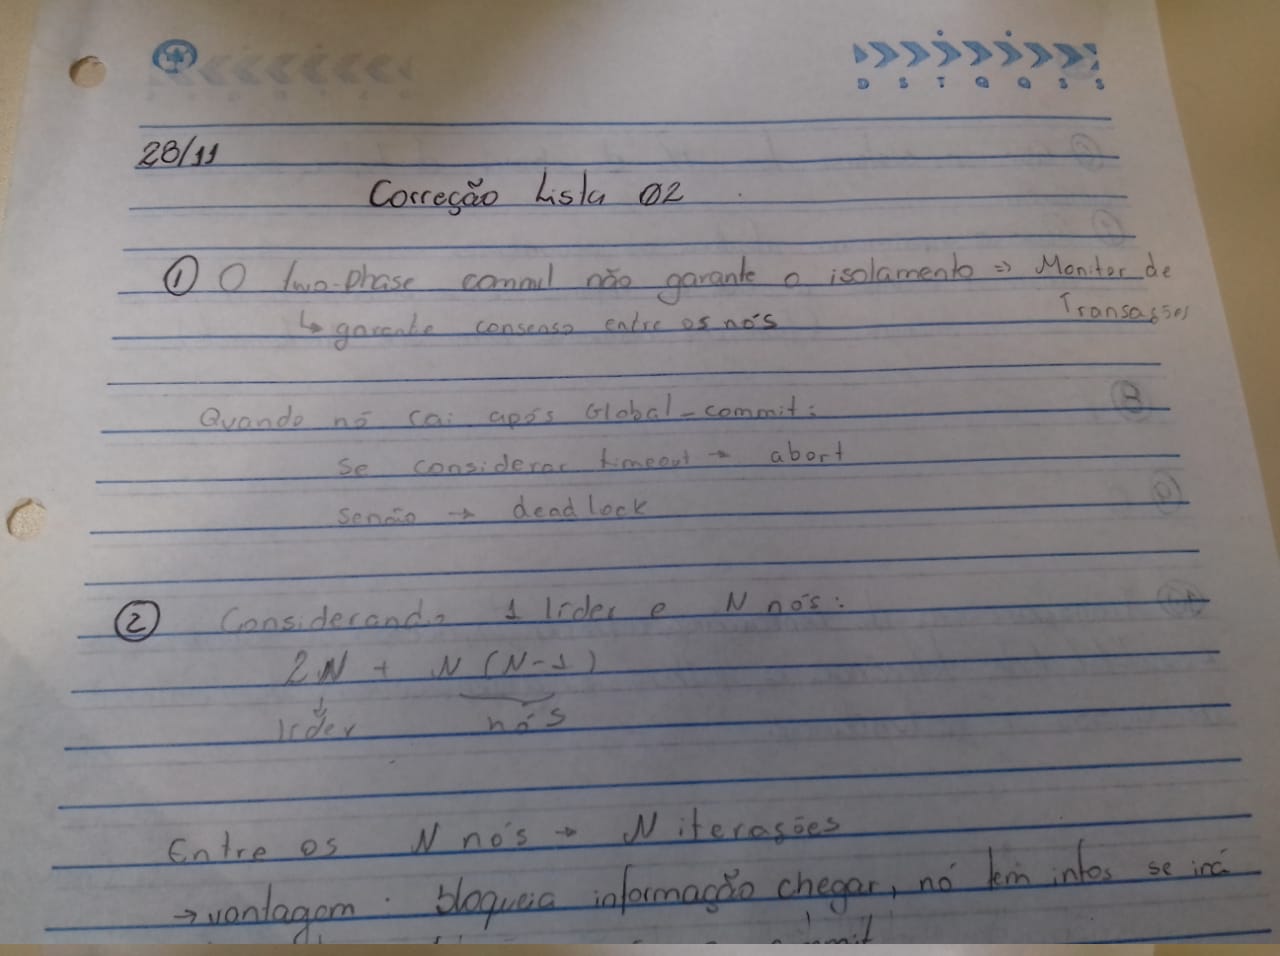 D S T Q Q S S
28/11
Correção Lista 02
① O two-phase commit não garante o isolamento => Monitor de
Transações
↳ garante consenso entre os nós
Quando nó cai após Global-commit:
se considerar timeout → abort
senão → deadlock
② Considerando 1 líder e N nós:
2N + N (N-1)
↓
líder nós
Entre os N nós → N iterações
→ vantagem: bloqueia informação chegar, nó tem infos se irá